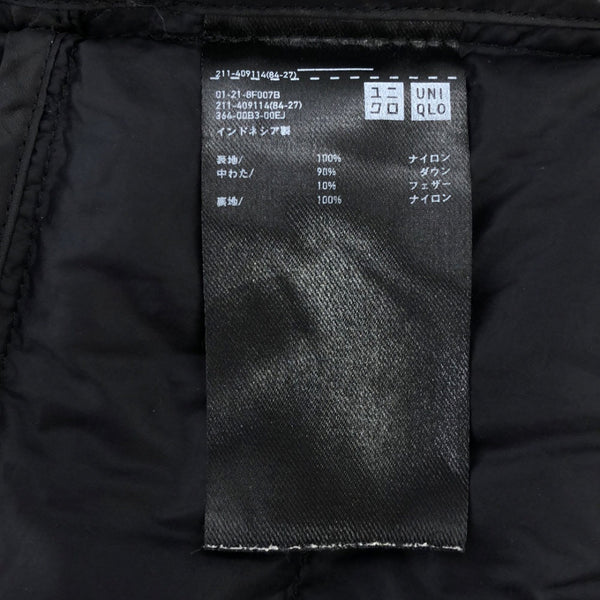 211-409114(84-27)
01-21-8F007B
211-409114(84-27)
364-00B3-00EJ
インドネシア製
ユニ
クロ
UNI
QLO
表地/ 100% ナイロン
中わた/ 90% ダウン
10% フェザー
裏地/ 100% ナイロン